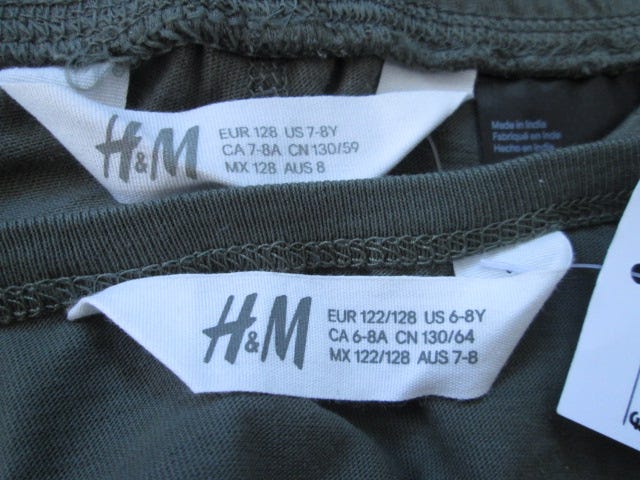 H&M
EUR 128 US 7-8Y
CA 7-8A CN 130/59
MX 128 AUS 8
Made in India
Fabriqué en Inde
Hecho en India
H&M
EUR 122/128 US 6-8Y
CA 6-8A CN 130/64
MX 122/128 AUS 7-8